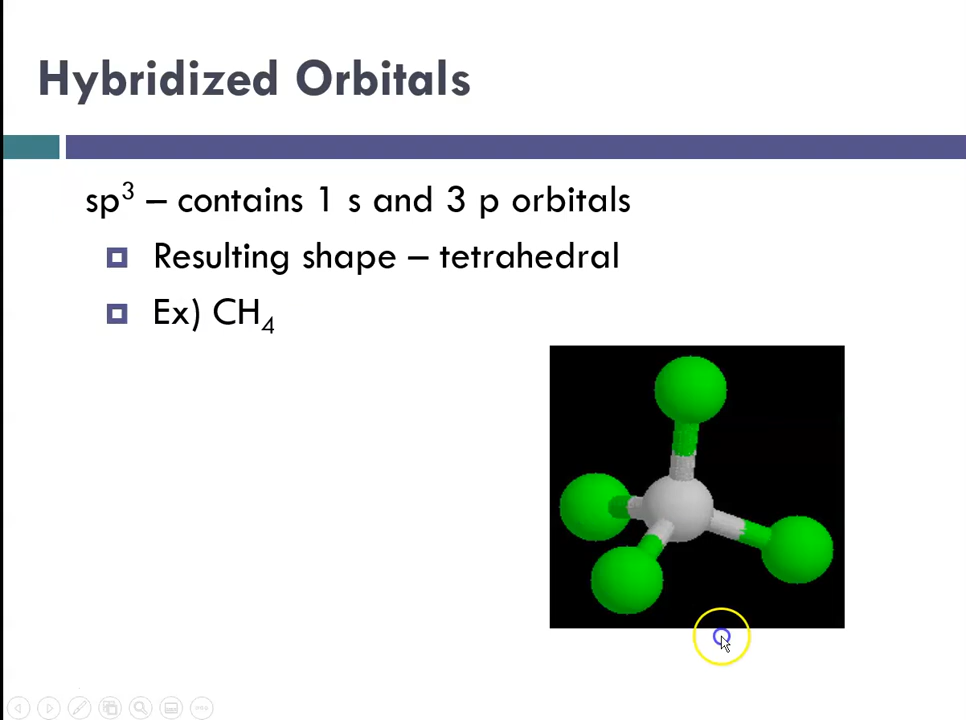 Hybridized Orbitals
sp³ – contains 1 s and 3 p orbitals
Resulting shape – tetrahedral
Ex) CH₄